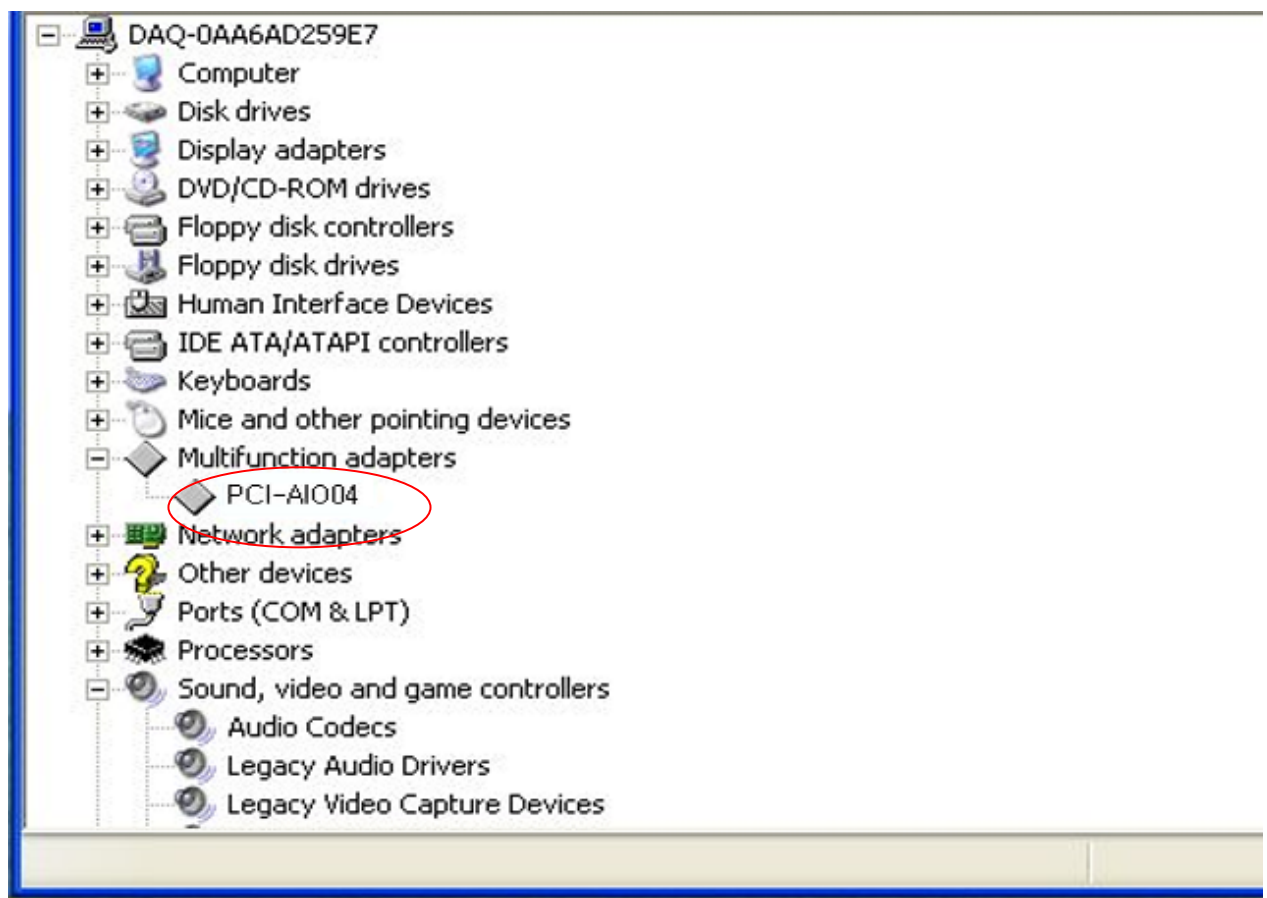 DAQ-0AA6AD259E7
Computer
Disk drives
Display adapters
DVD/CD-ROM drives
Floppy disk controllers
Floppy disk drives
Human Interface Devices
IDE ATA/ATAPI controllers
Keyboards
Mice and other pointing devices
Multifunction adapters
PCI-AIO04
Network adapters
Other devices
Ports (COM & LPT)
Processors
Sound, video and game controllers
Audio Codecs
Legacy Audio Drivers
Legacy Video Capture Devices